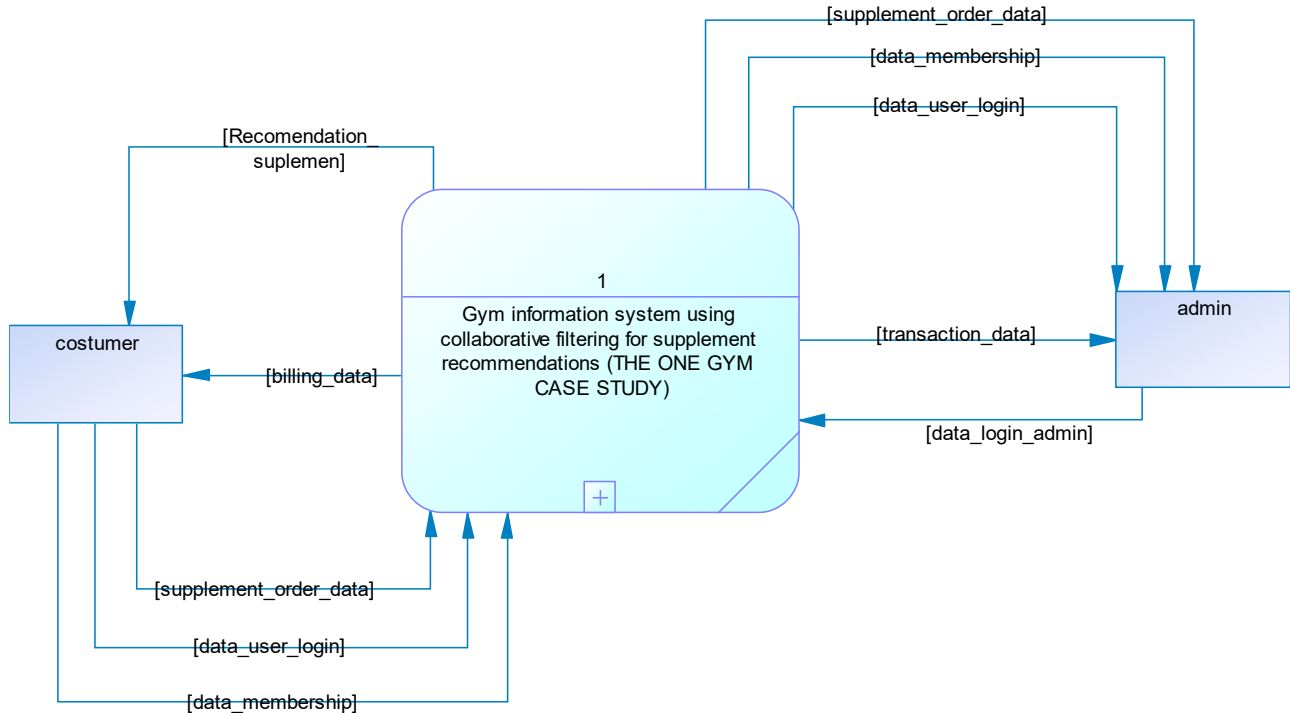 [supplement_order_data]
[data_membership]
[data_user_login]
[Recomendation_
suplemen]
1
Gym information system using
collaborative filtering for supplement
recommendations (THE ONE GYM
CASE STUDY)
admin
costumer
[transaction_data]
[billing_data]
[data_login_admin]
[supplement_order_data]
[data_user_login]
[data_membership]